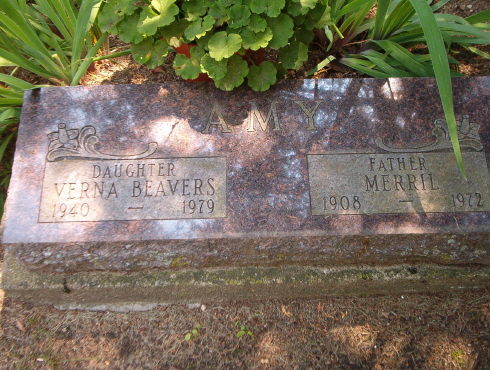 AMY
DAUGHTER
VERNA BEAVERS
1940 — 1979
FATHER
MERRIL
1908 — 1972